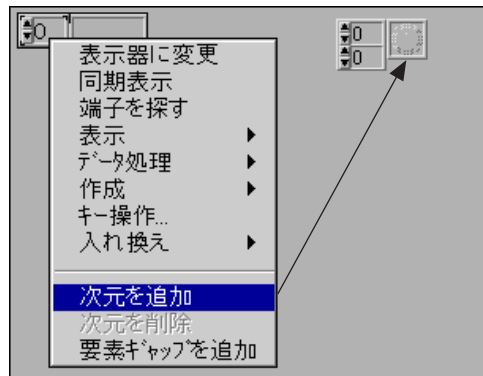 0
表示器に変更
同期表示
端子を探す
表示
ﾃﾞｰﾀ処理
作成
キー操作...
入れ換え
次元を追加
次元を削除
要素ｷﾞｬｯﾌﾟを追加
0
0